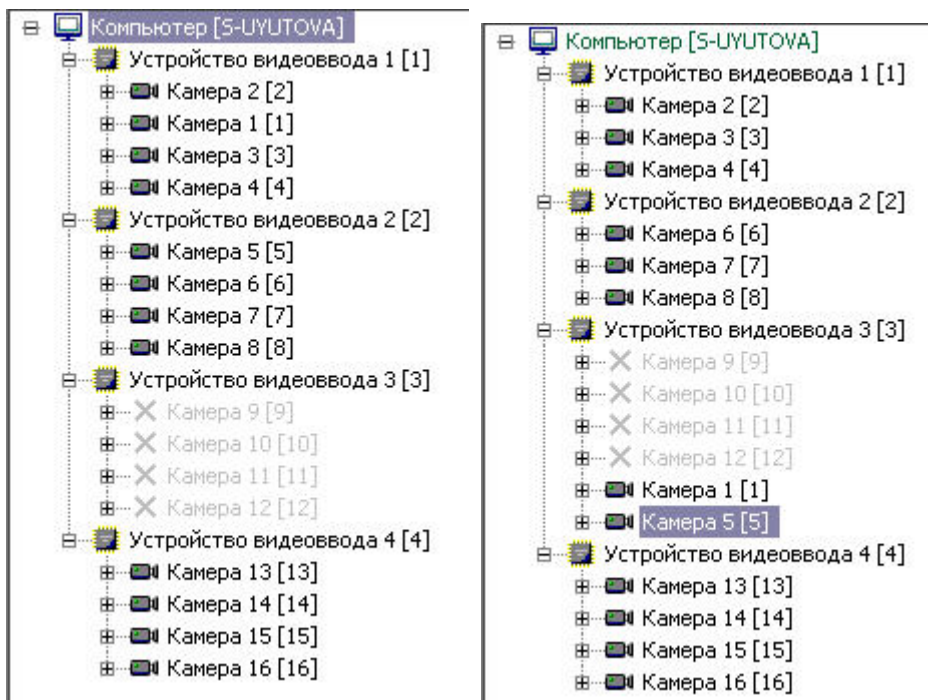 Компьютер [S-UYUTOVA]
Устройство видеоввода 1 [1]
Камера 2 [2]
Камера 1 [1]
Камера 3 [3]
Камера 4 [4]
Устройство видеоввода 2 [2]
Камера 5 [5]
Камера 6 [6]
Камера 7 [7]
Камера 8 [8]
Устройство видеоввода 3 [3]
Камера 9 [9]
Камера 10 [10]
Камера 11 [11]
Камера 12 [12]
Устройство видеоввода 4 [4]
Камера 13 [13]
Камера 14 [14]
Камера 15 [15]
Камера 16 [16]
Компьютер [S-UYUTOVA]
Устройство видеоввода 1 [1]
Камера 2 [2]
Камера 3 [3]
Камера 4 [4]
Устройство видеоввода 2 [2]
Камера 6 [6]
Камера 7 [7]
Камера 8 [8]
Устройство видеоввода 3 [3]
Камера 9 [9]
Камера 10 [10]
Камера 11 [11]
Камера 12 [12]
Камера 1 [1]
Камера 5 [5]
Устройство видеоввода 4 [4]
Камера 13 [13]
Камера 14 [14]
Камера 15 [15]
Камера 16 [16]